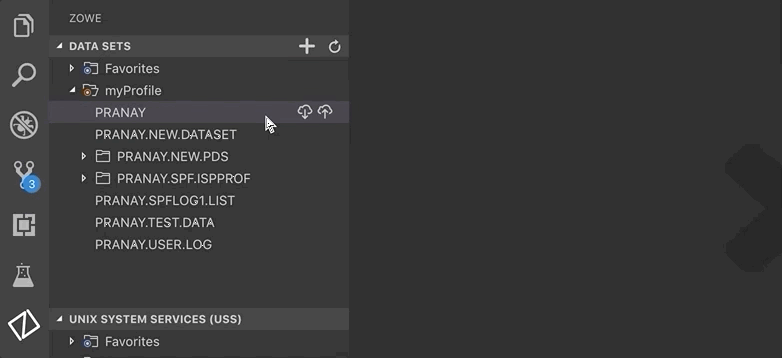 ZOWE
DATA SETS
Favorites
myProfile
PRANAY
PRANAY.NEW.DATASET
PRANAY.NEW.PDS
PRANAY.SPF.ISPPROF
PRANAY.SPFLOG1.LIST
PRANAY.TEST.DATA
PRANAY.USER.LOG
3
UNIX SYSTEM SERVICES (USS)
Favorites